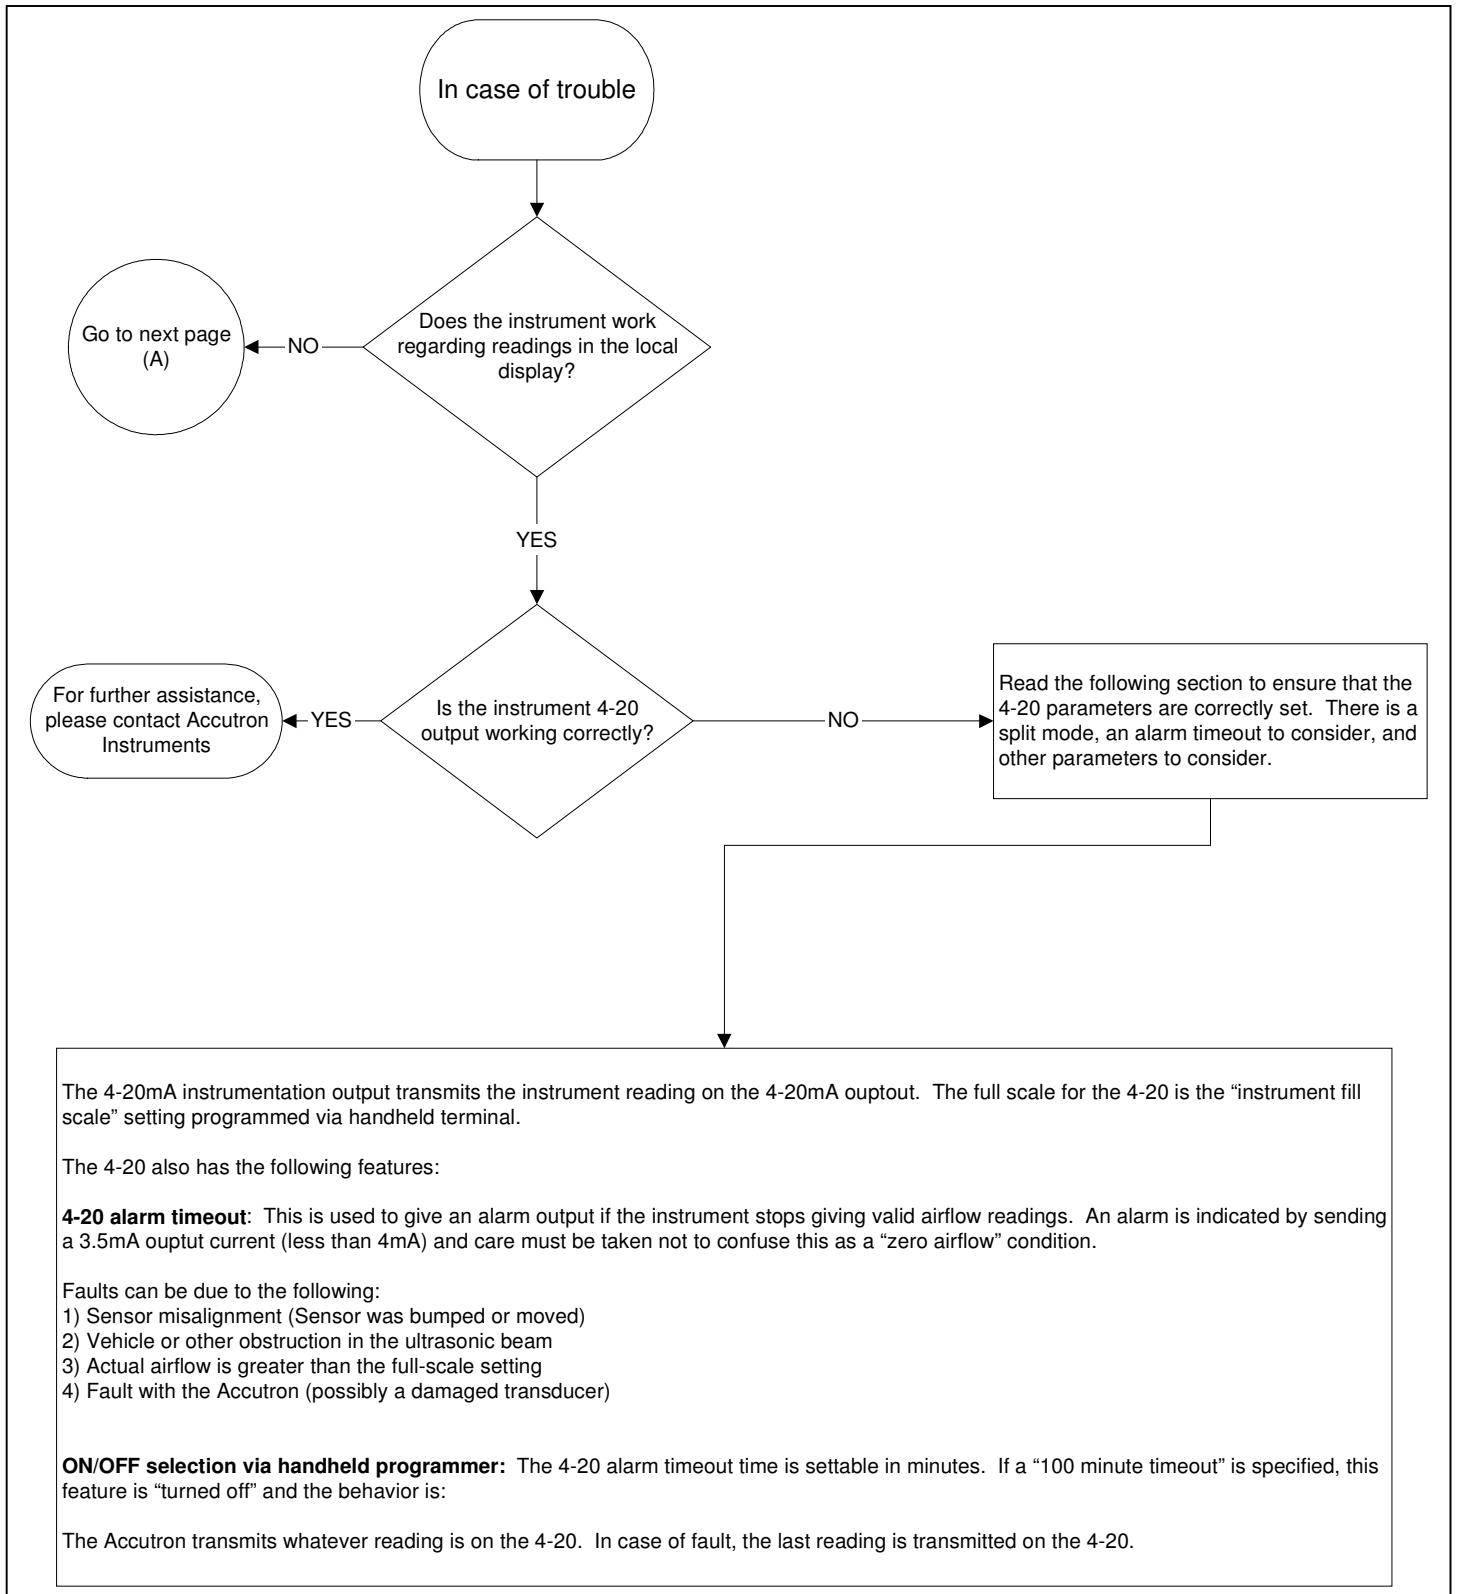 In case of trouble
Does the instrument work
regarding readings in the local
display?
NO
Go to next page
(A)
YES
Is the instrument 4-20
output working correctly?
YES
For further assistance,
please contact Accutron
Instruments
NO
Read the following section to ensure that the
4-20 parameters are correctly set.  There is a
split mode, an alarm timeout to consider, and
other parameters to consider.
The 4-20mA instrumentation output transmits the instrument reading on the 4-20mA ouptout.  The full scale for the 4-20 is the “instrument fill
scale” setting programmed via handheld terminal.
The 4-20 also has the following features:
4-20 alarm timeout:  This is used to give an alarm output if the instrument stops giving valid airflow readings.  An alarm is indicated by sending
a 3.5mA ouptut current (less than 4mA) and care must be taken not to confuse this as a “zero airflow” condition.
Faults can be due to the following:
1) Sensor misalignment (Sensor was bumped or moved)
2) Vehicle or other obstruction in the ultrasonic beam
3) Actual airflow is greater than the full-scale setting
4) Fault with the Accutron (possibly a damaged transducer)
ON/OFF selection via handheld programmer:  The 4-20 alarm timeout time is settable in minutes.  If a “100 minute timeout” is specified, this
feature is “turned off” and the behavior is:
The Accutron transmits whatever reading is on the 4-20.  In case of fault, the last reading is transmitted on the 4-20.